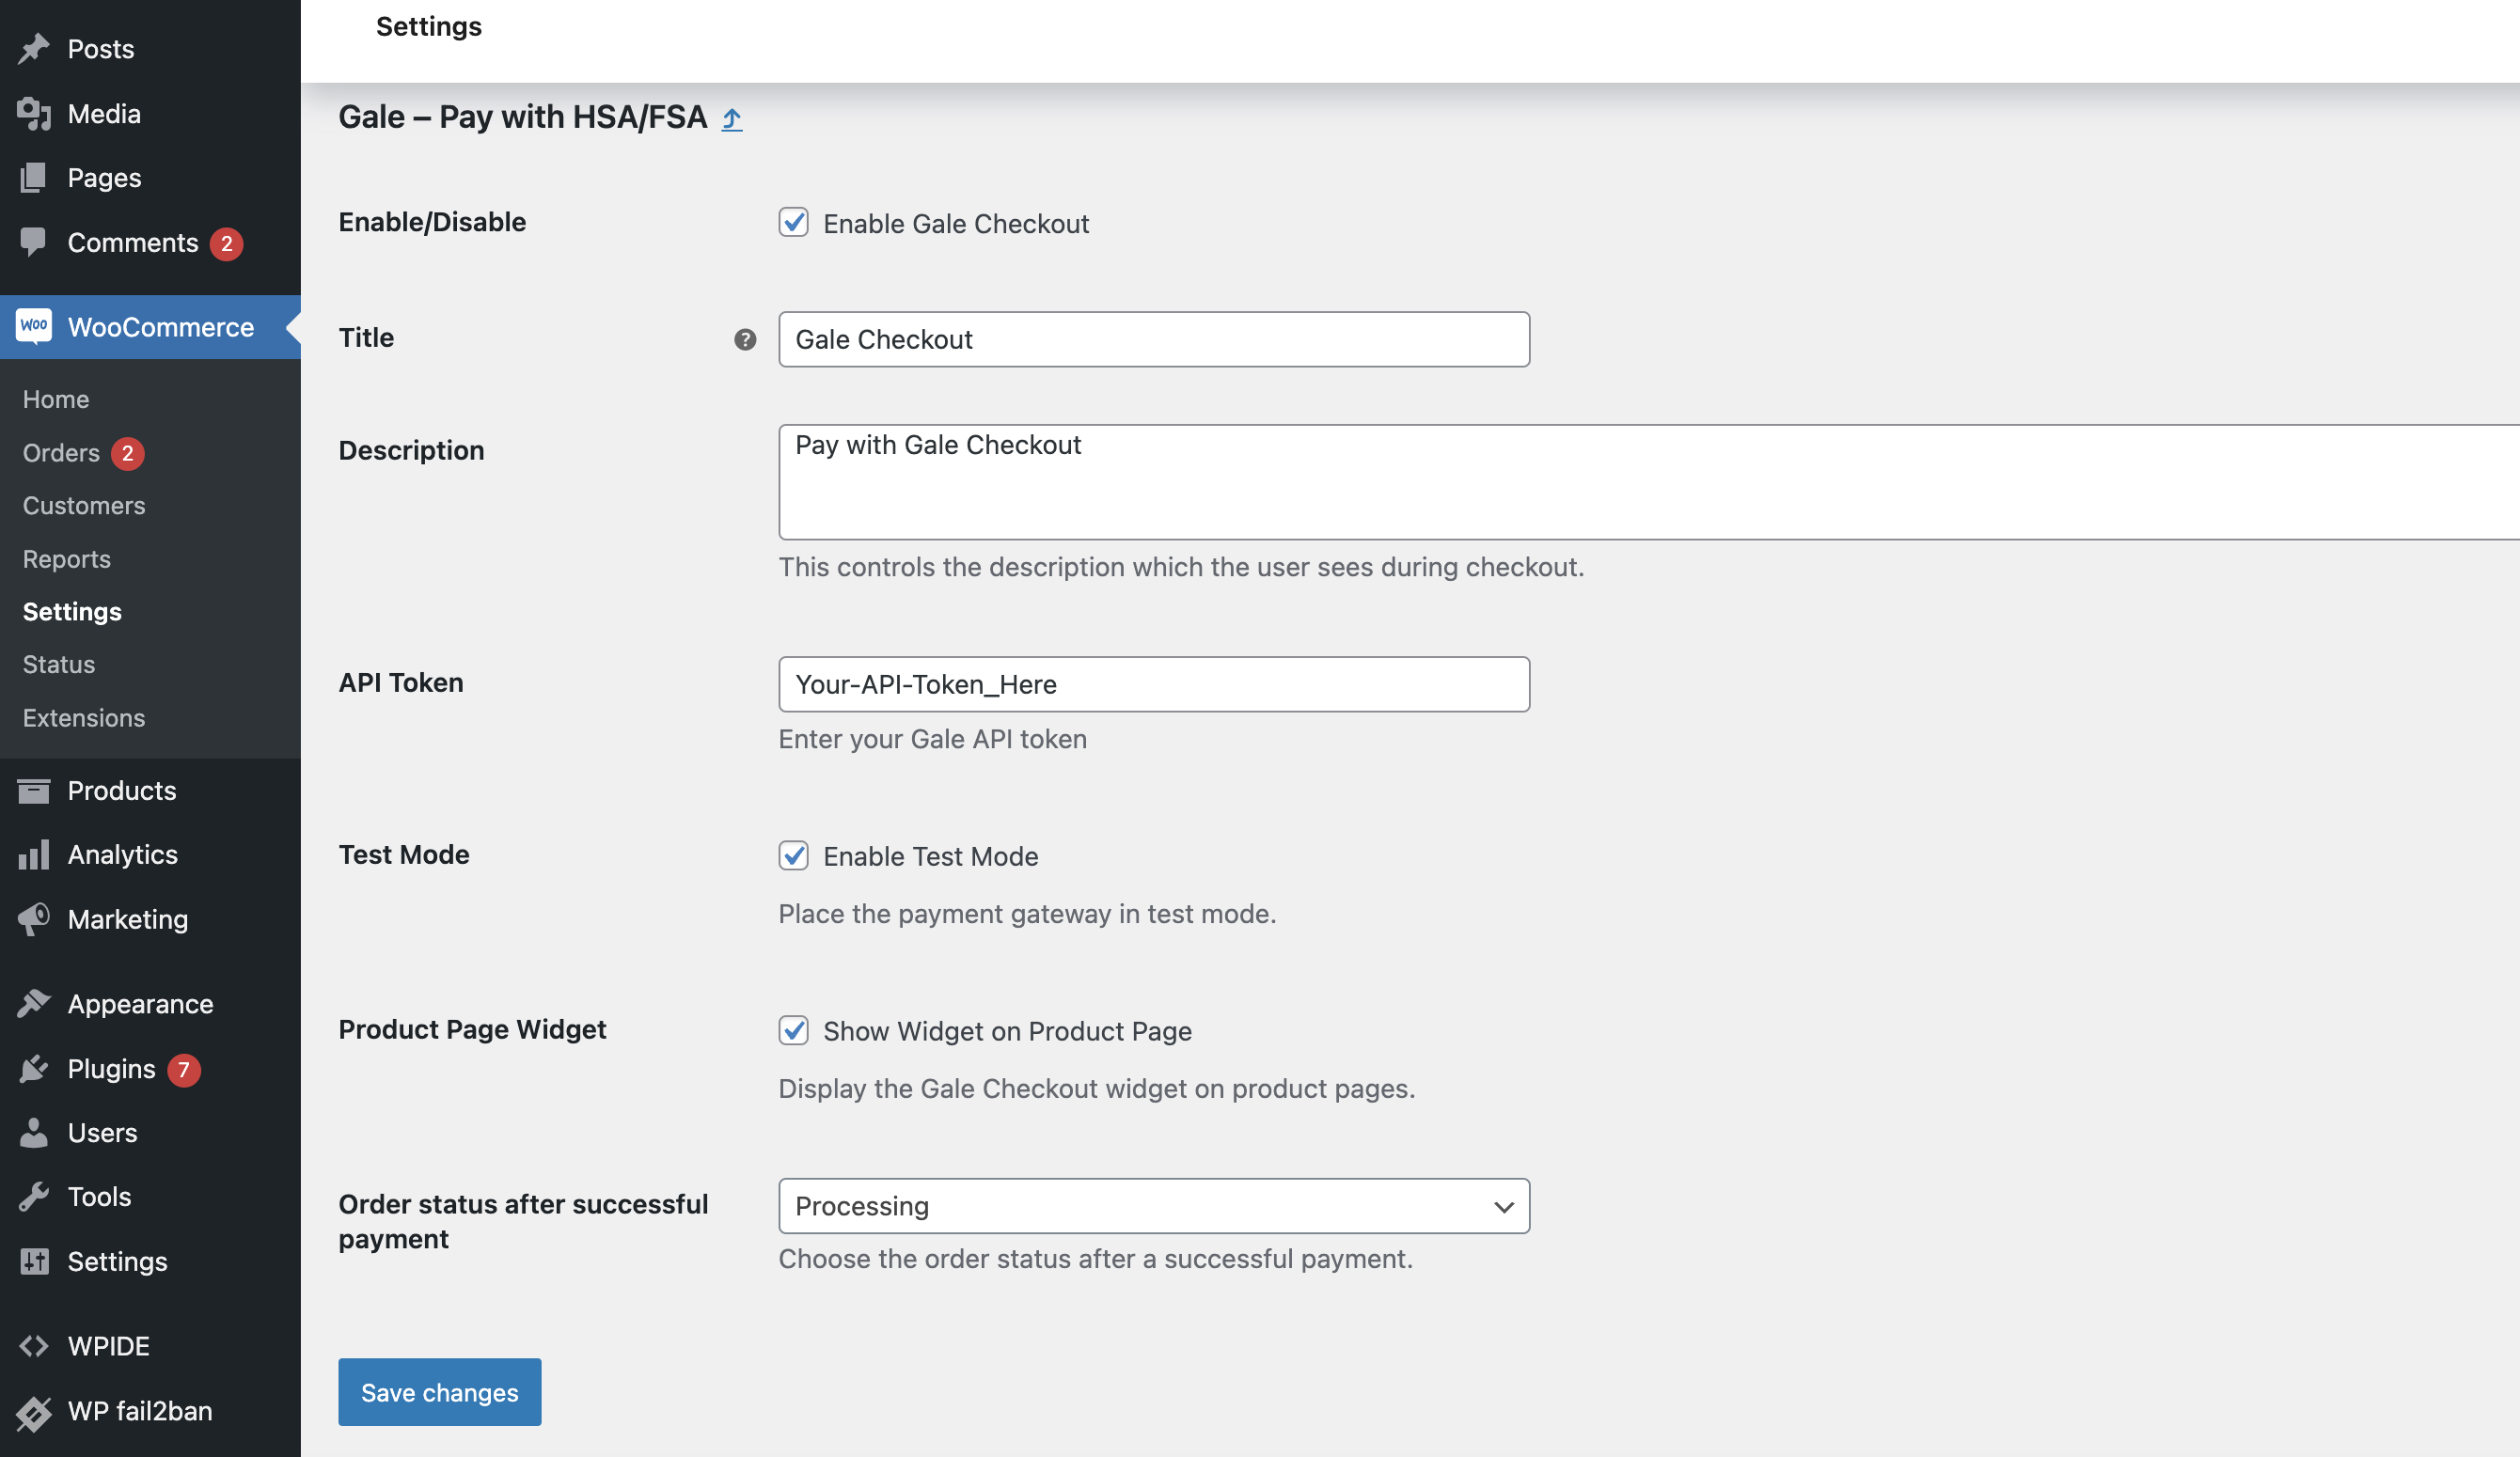 Posts
Media
Pages
Comments 2
Woo WooCommerce
Home
Orders 2
Customers
Reports
Settings
Status
Extensions
Products
Analytics
Marketing
Appearance
Plugins 7
Users
Tools
Settings
WPIDE
WP fail2ban
Settings
Gale – Pay with HSA/FSA
Enable/Disable
Enable Gale Checkout
Title
?
Gale Checkout
Description
Pay with Gale Checkout
This controls the description which the user sees during checkout.
API Token
Your-API-Token_Here
Enter your Gale API token
Test Mode
Enable Test Mode
Place the payment gateway in test mode.
Product Page Widget
Show Widget on Product Page
Display the Gale Checkout widget on product pages.
Order status after successful
payment
Processing
Choose the order status after a successful payment.
Save changes